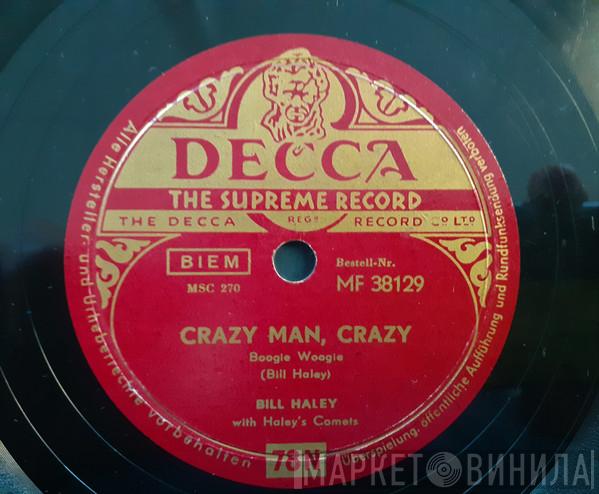 DECCA
THE SUPREME RECORD
THE DECCA REGD RECORD CO LTD
BIEM
MSC 270
Bestell-Nr.
MF 38129
CRAZY MAN, CRAZY
Boogie Woogie
(Bill Haley)
BILL HALEY
with Haley's Comets
78N
Alle Hersteller- und Urheberrechte vorbehalten
Überspielung, öffentliche Aufführung und Rundfunksendung verboten
МАРКЕТ ВИНИЛА